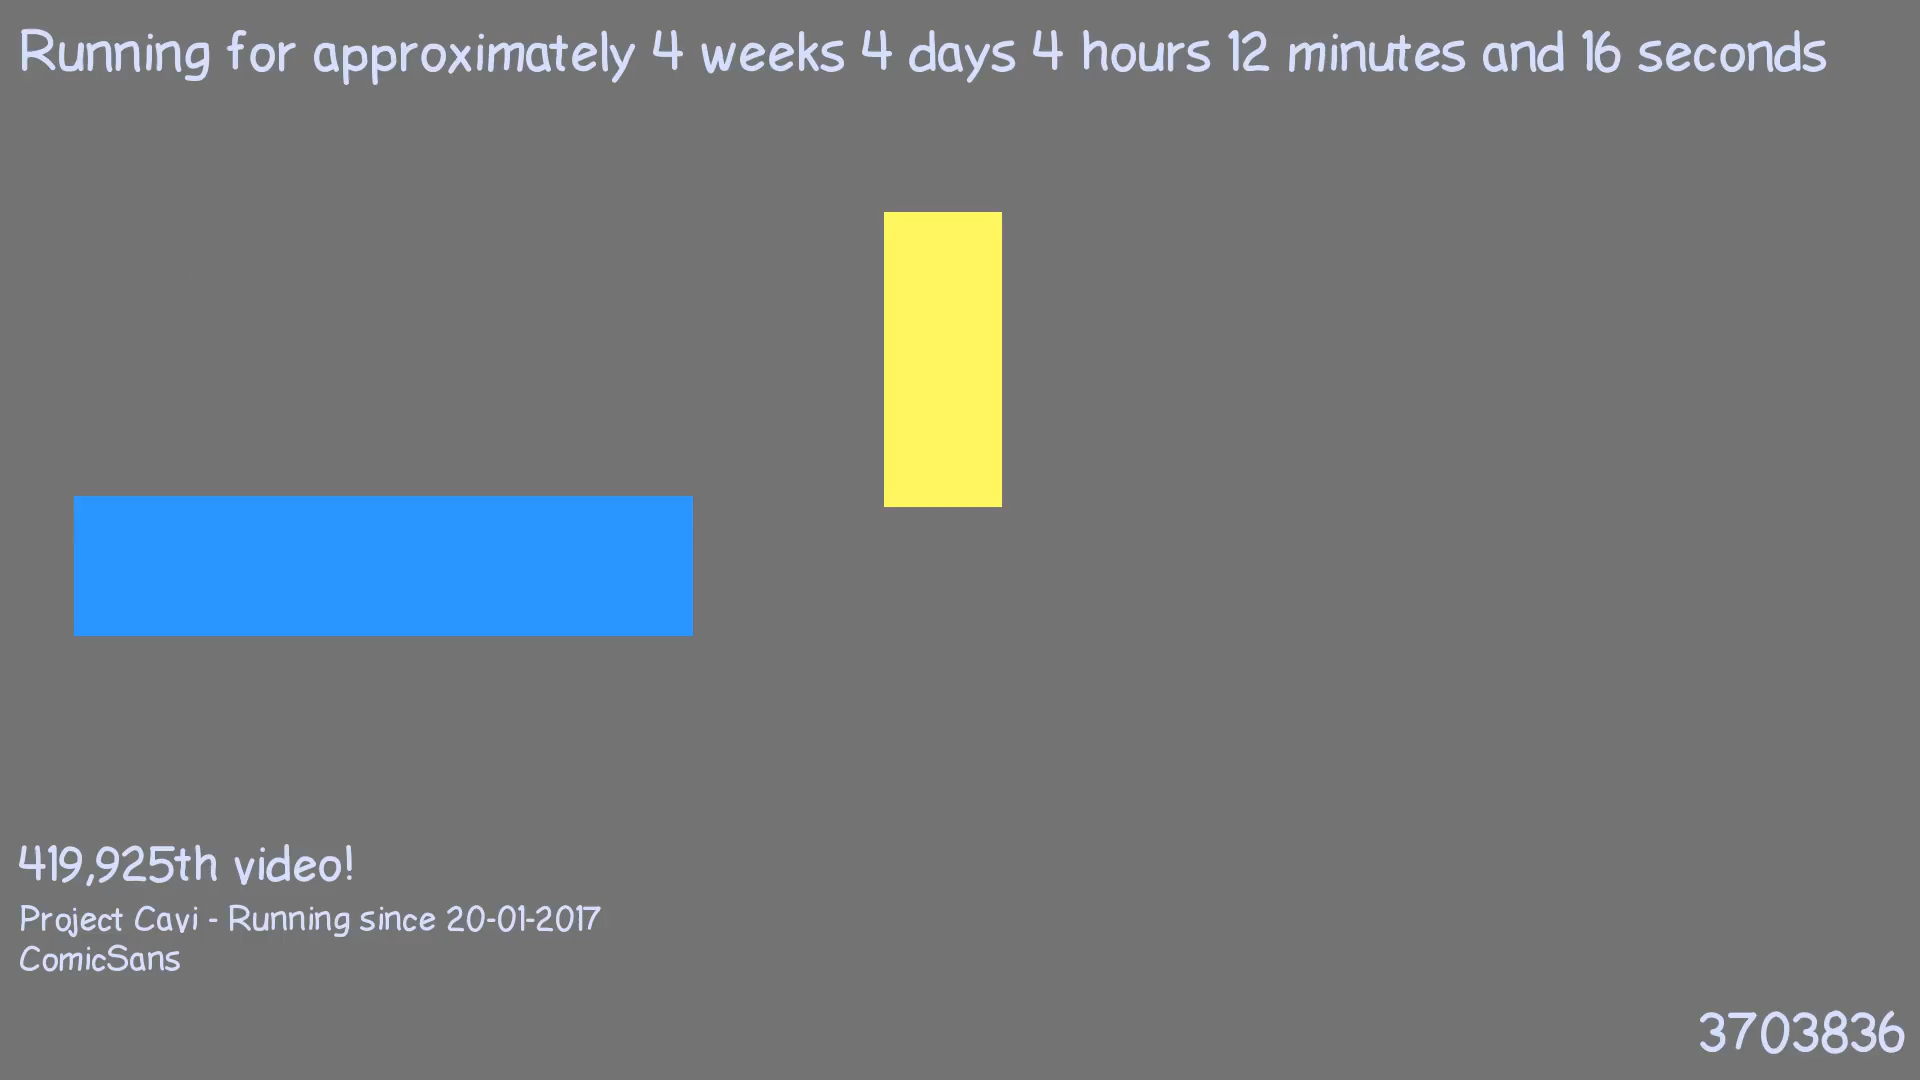 Running for approximately 4 weeks 4 days 4 hours 12 minutes and 16 seconds
419,925th video!
Project Cavi - Running since 20-01-2017
ComicSans
3703836